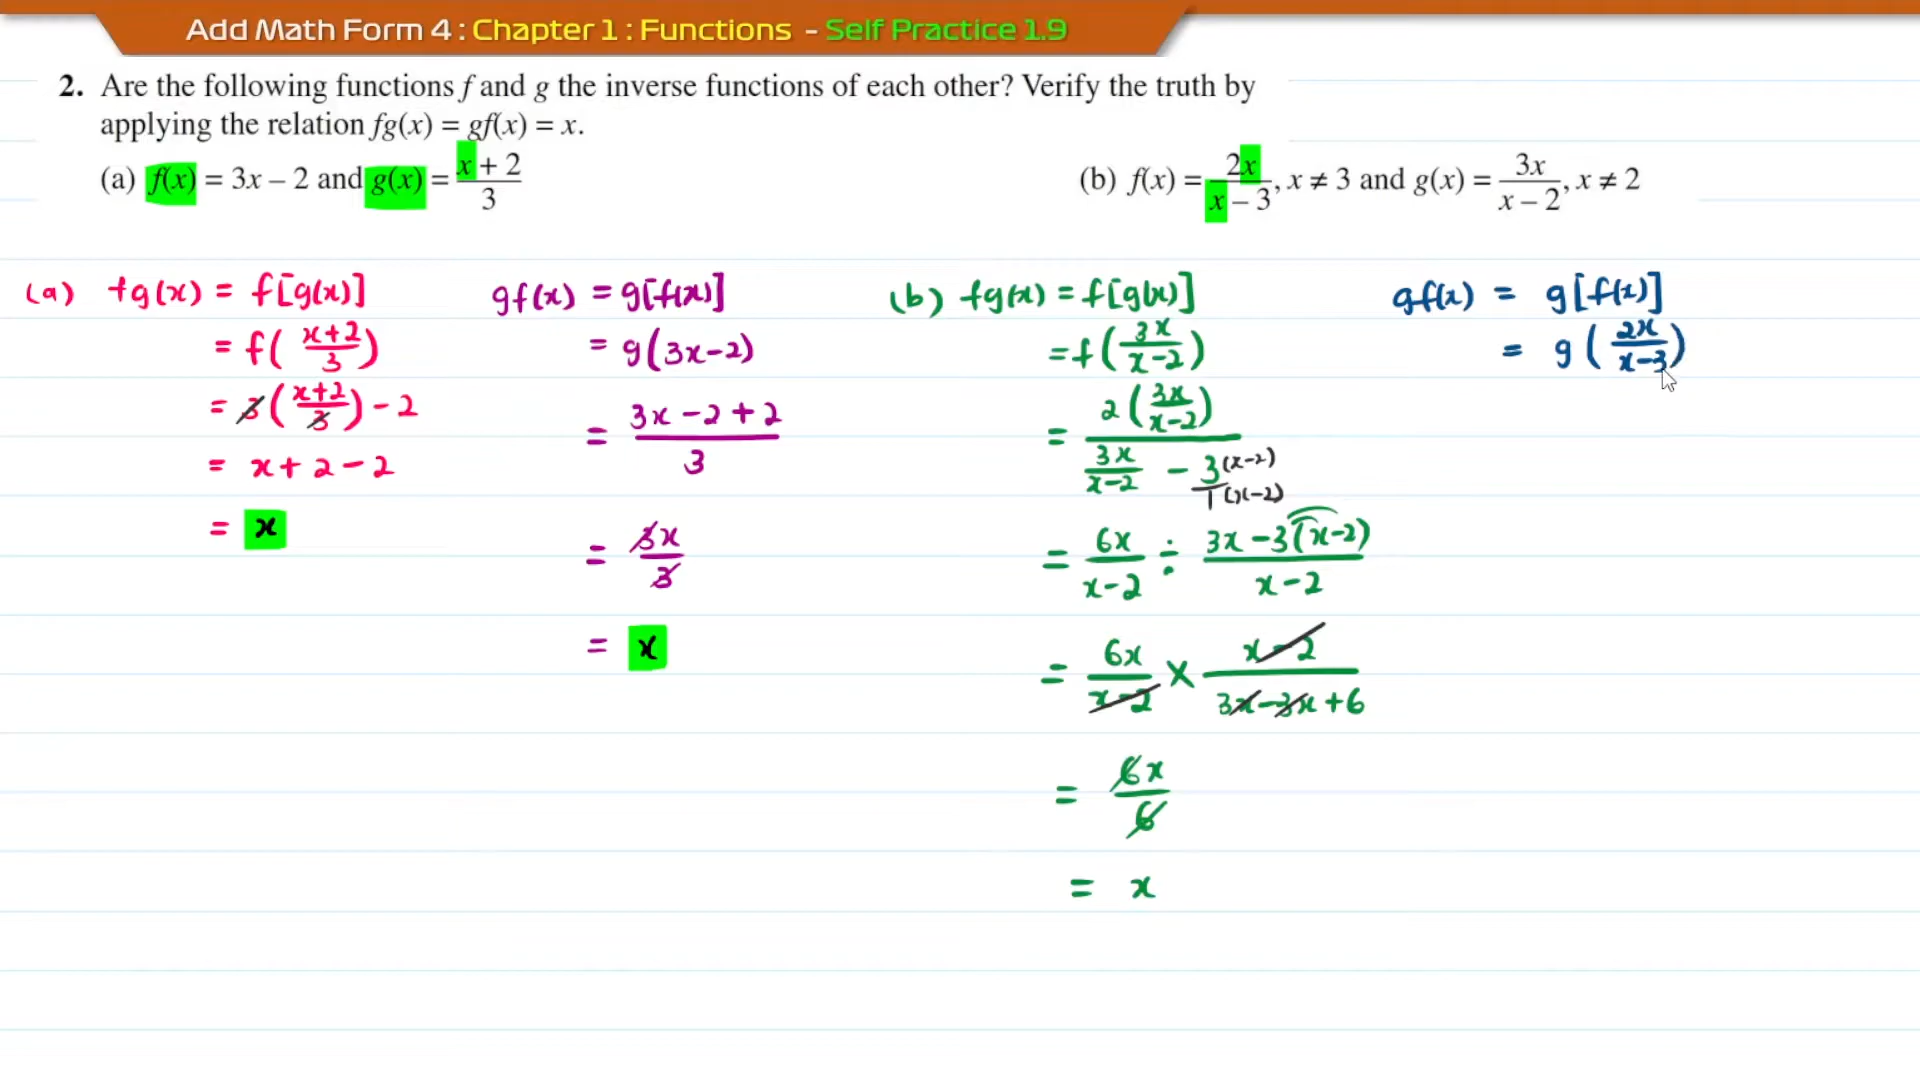 Add Math Form 4 : Chapter 1 : Functions - Self Practice 1.9
2. Are the following functions f and g the inverse functions of each other? Verify the truth by
applying the relation fg(x) = gf(x) = x.
(a) f(x) = 3x – 2 and g(x) = (x + 2)/3
(b) f(x) = 2x/(x – 3), x ≠ 3 and g(x) = 3x/(x – 2), x ≠ 2
(a) fg(x) = f[g(x)]
= f((x+2)/3)
= 3((x+2)/3) - 2
= x + 2 - 2
= x
gf(x) = g[f(x)]
= g(3x-2)
= (3x - 2 + 2)/3
= 3x/3
= x
(b) fg(x) = f[g(x)]
= f(3x/(x-2))
= 2(3x/(x-2)) / (3x/(x-2) - 3(x-2)/1(x-2))
= 6x/(x-2) ÷ (3x-3(x-2))/(x-2)
= 6x/(x-2) × (x-2)/(3x-3x+6)
= 6x/6
= x
gf(x) = g[f(x)]
= g(2x/(x-3))